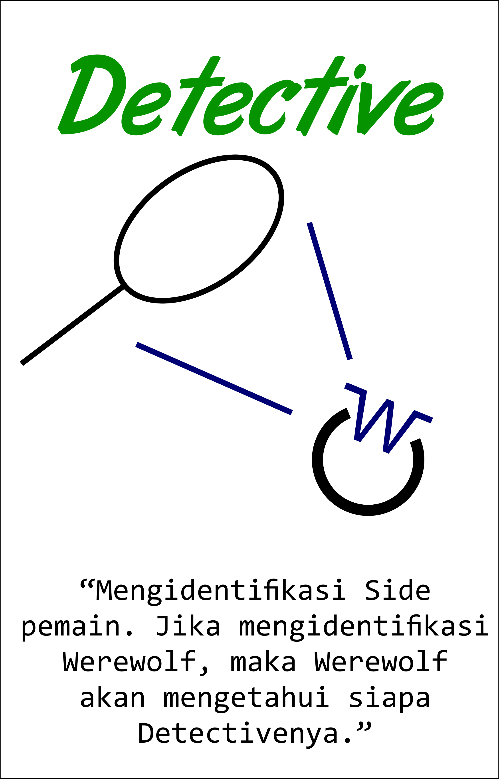 Detective
W
“Mengidentifikasi Side
pemain. Jika mengidentifikasi
Werewolf, maka Werewolf
akan mengetahui siapa
Detectivenya.”